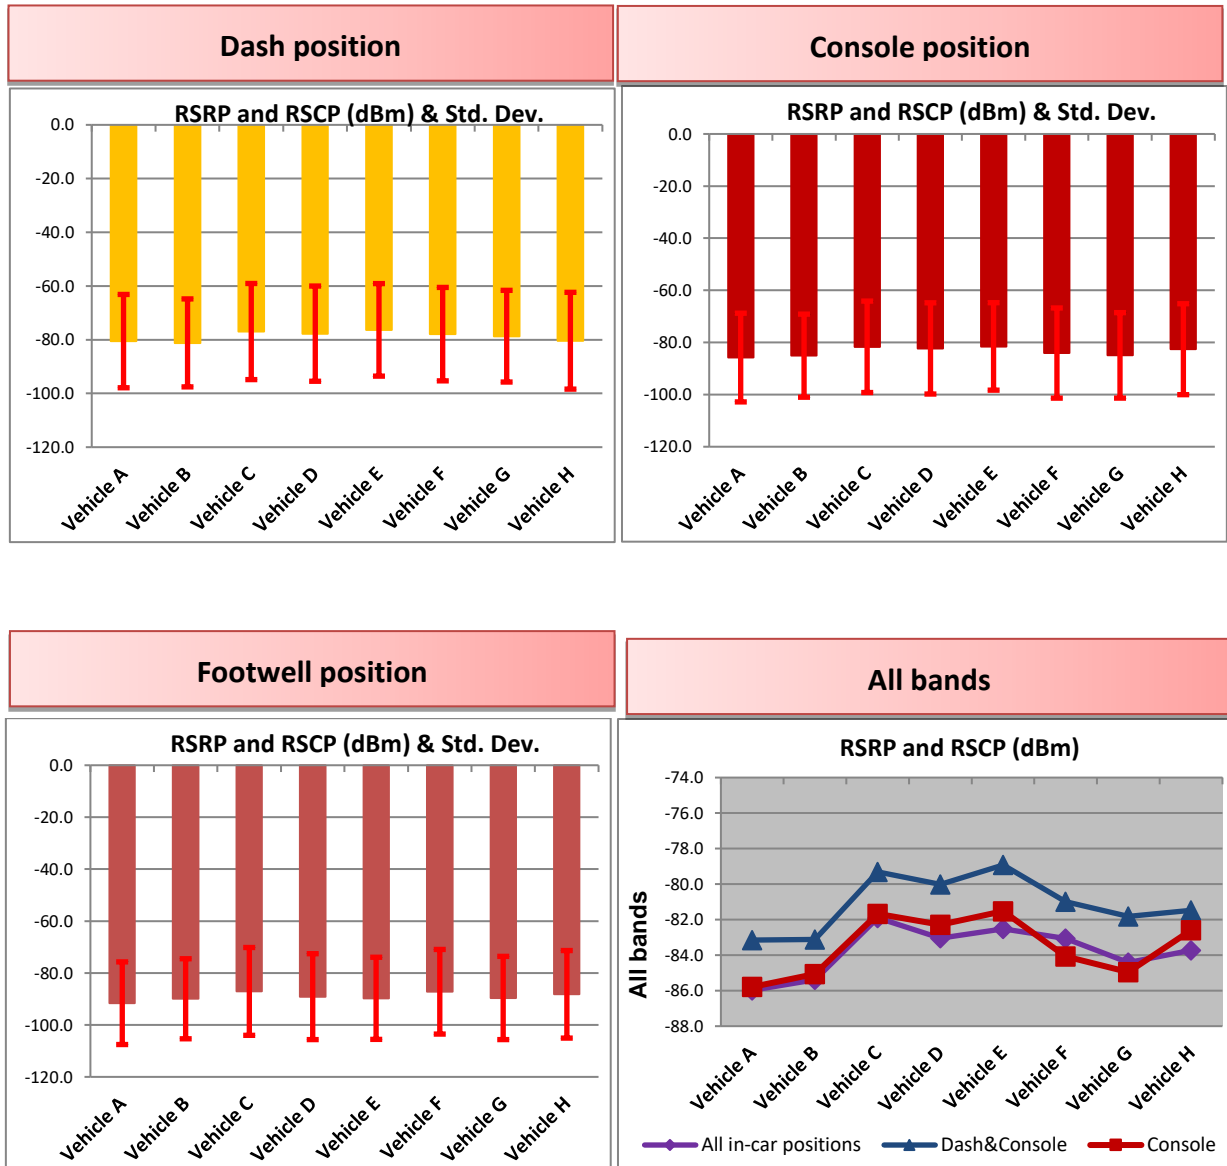 Dash position
RSRP and RSCP (dBm) & Std. Dev.
0.0
-20.0
-40.0
-60.0
-80.0
-100.0
-120.0
Vehicle A
Vehicle B
Vehicle C
Vehicle D
Vehicle E
Vehicle F
Vehicle G
Vehicle H
Console position
RSRP and RSCP (dBm) & Std. Dev.
0.0
-20.0
-40.0
-60.0
-80.0
-100.0
-120.0
Vehicle A
Vehicle B
Vehicle C
Vehicle D
Vehicle E
Vehicle F
Vehicle G
Vehicle H
Footwell position
RSRP and RSCP (dBm) & Std. Dev.
0.0
-20.0
-40.0
-60.0
-80.0
-100.0
-120.0
Vehicle A
Vehicle B
Vehicle C
Vehicle D
Vehicle E
Vehicle F
Vehicle G
Vehicle H
All bands
RSRP and RSCP (dBm)
All bands
-74.0
-76.0
-78.0
-80.0
-82.0
-84.0
-86.0
-88.0
Vehicle A
Vehicle B
Vehicle C
Vehicle D
Vehicle E
Vehicle F
Vehicle G
Vehicle H
All in-car positions
Dash&Console
Console